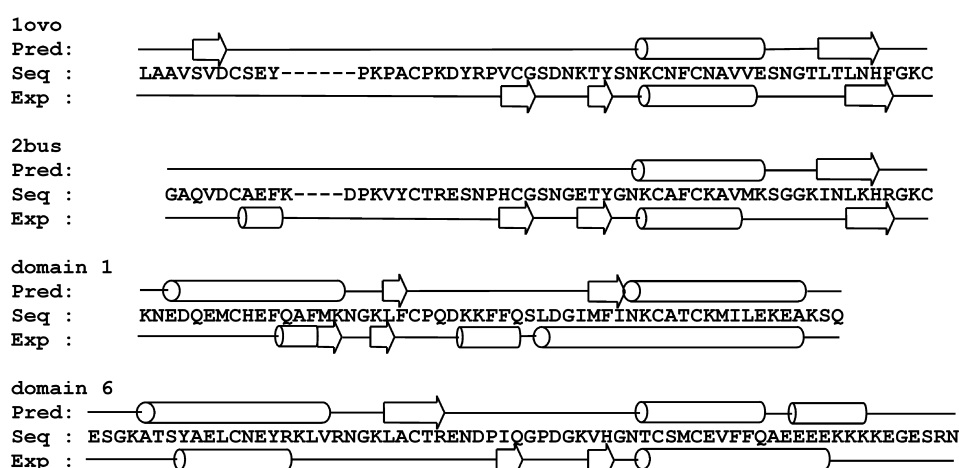 1ovo
Pred:
Seq : LAAVSVDCSEY------PKPACPKDYRPVCGSDNKTYSNKCNFCNAVVESNGTLTLNHFGKC
Exp :
2bus
Pred:
Seq : GAQVDCAEFK----DPKVYCTRESNPHCGSNGETYGNKCAFCKAVMKSGGKINLKHRGKC
Exp :
domain 1
Pred:
Seq : KNEDQEMCHEFQAFMKNGKLFCPQDKKFFQSLDGIMFINKCATCKMILEKEAKSQ
Exp :
domain 6
Pred:
Seq : ESGKATSYAELCNEYRKLVRNGKLACTRENDPIQGPDGKVHGNTCSMCEVFFQAEEEEKKKKEGESRN
Exp :